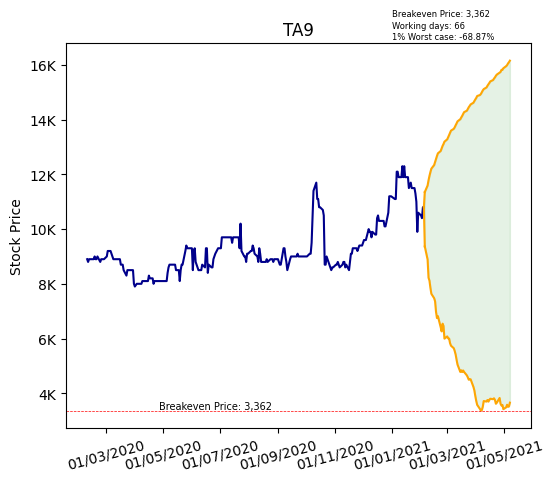 Breakeven Price: 3,362
Working days: 66
1% Worst case: -68.87%
TA9
Stock Price
16K
14K
12K
10K
8K
6K
4K
Breakeven Price: 3,362
01/03/2020
01/05/2020
01/07/2020
01/09/2020
01/11/2020
01/01/2021
01/03/2021
01/05/2021